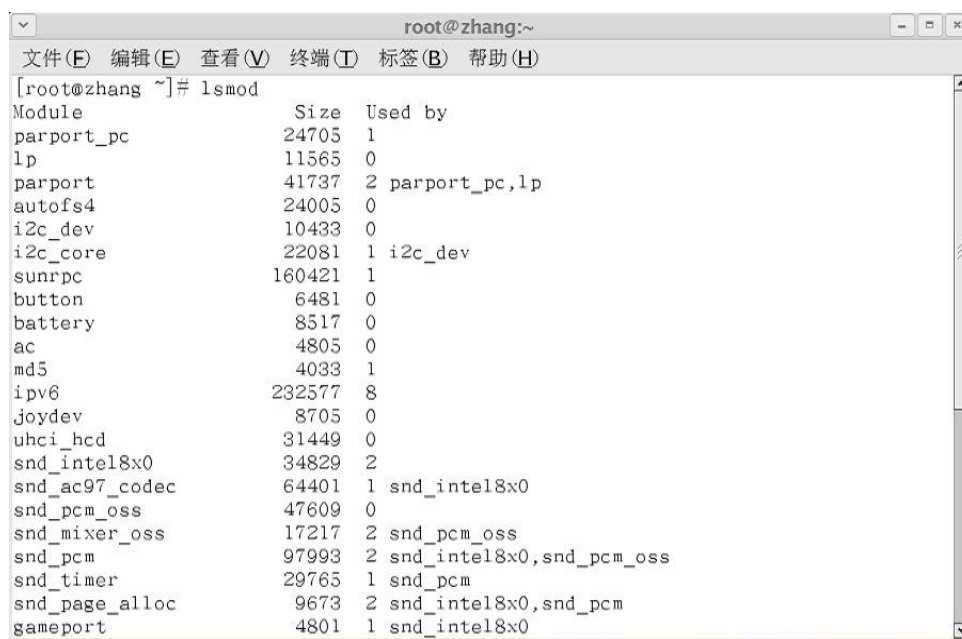 root@zhang:~
文件(F) 编辑(E) 查看(V) 终端(T) 标签(B) 帮助(H)
[root@zhang ~]# lsmod
Module Size Used by
parport_pc 24705 1
lp 11565 0
parport 41737 2 parport_pc,lp
autofs4 24005 0
i2c_dev 10433 0
i2c_core 22081 1 i2c_dev
sunrpc 160421 1
button 6481 0
battery 8517 0
ac 4805 0
md5 4033 1
ipv6 232577 8
joydev 8705 0
uhci_hcd 31449 0
snd_intel8x0 34829 2
snd_ac97_codec 64401 1 snd_intel8x0
snd_pcm_oss 47609 0
snd_mixer_oss 17217 2 snd_pcm_oss
snd_pcm 97993 2 snd_intel8x0,snd_pcm_oss
snd_timer 29765 1 snd_pcm
snd_page_alloc 9673 2 snd_intel8x0,snd_pcm
gameport 4801 1 snd_intel8x0